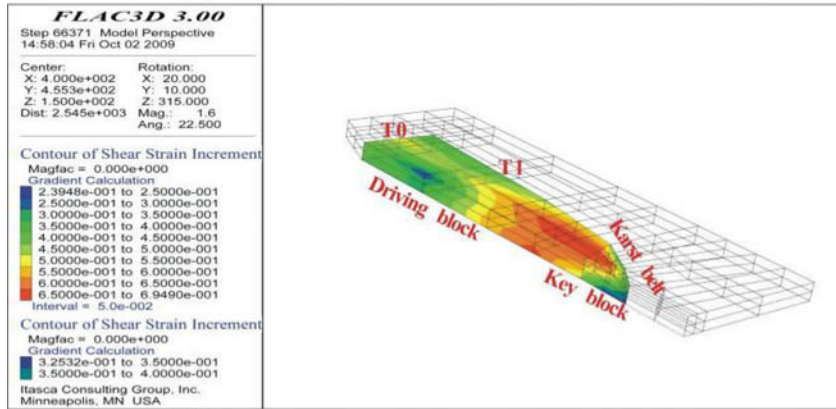 FLAC3D 3.00
Step 66371 Model Perspective
14:58:04 Fri Oct 02 2009
Center: Rotation:
X: 4.000e+002 X: 20.000
Y: 4.553e+002 Y: 10.000
Z: 1.500e+002 Z: 315.000
Dist: 2.545e+003 Mag.: 1.6
Ang.: 22.500
Contour of Shear Strain Increment
Magfac = 0.000e+000
Gradient Calculation
2.3948e-001 to 2.5000e-001
2.5000e-001 to 3.0000e-001
3.0000e-001 to 3.5000e-001
3.5000e-001 to 4.0000e-001
4.0000e-001 to 4.5000e-001
4.5000e-001 to 5.0000e-001
5.0000e-001 to 5.5000e-001
5.5000e-001 to 6.0000e-001
6.0000e-001 to 6.5000e-001
6.5000e-001 to 6.9490e-001
Interval = 5.0e-002
Contour of Shear Strain Increment
Magfac = 0.000e+000
Gradient Calculation
3.2532e-001 to 3.5000e-001
3.5000e-001 to 4.0000e-001
Itasca Consulting Group, Inc.
Minneapolis, MN USA
T0
T1
Driving block
Key block
Karst belt